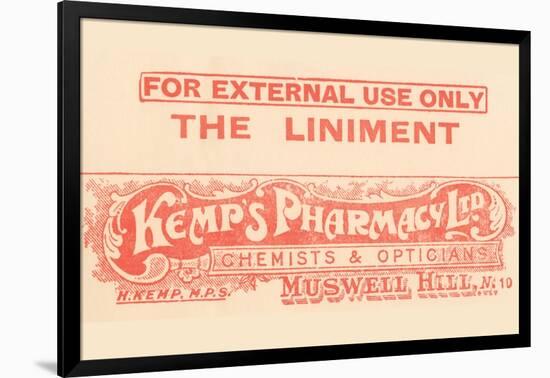 FOR EXTERNAL USE ONLY
THE LINIMENT
KEMP'S PHARMACY LTD.
CHEMISTS & OPTICIANS.
H. KEMP, M.P.S.
MUSWELL HILL, N. 10